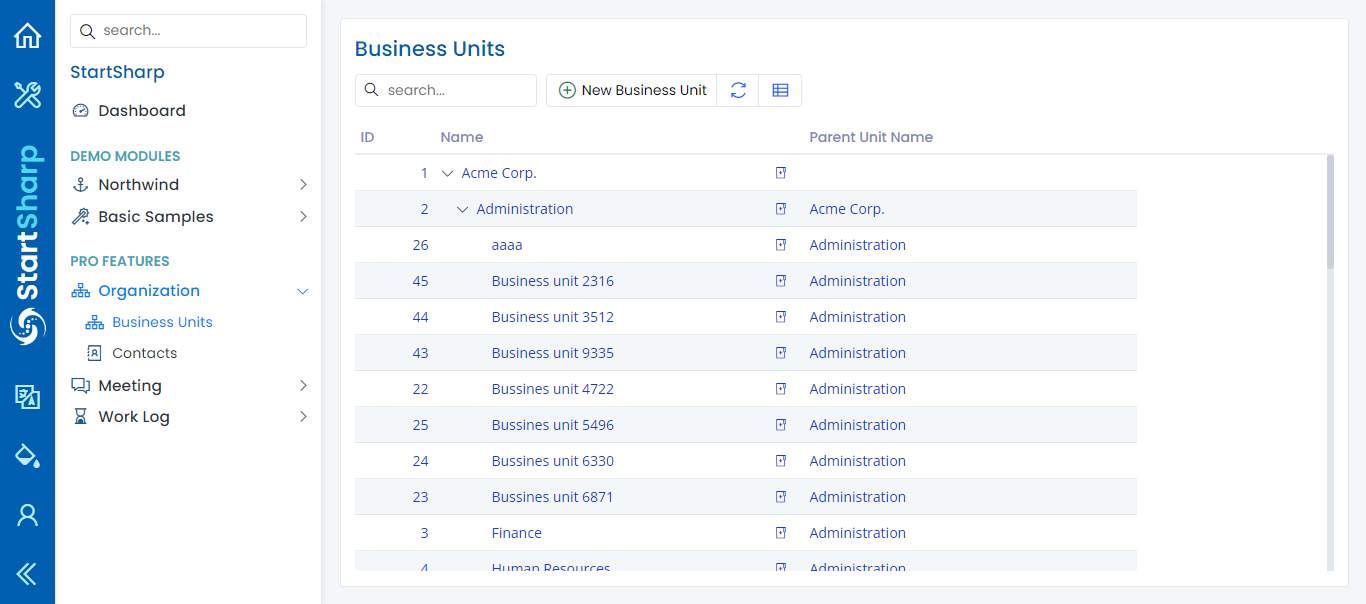 StartSharp
search...
StartSharp
Dashboard
DEMO MODULES
Northwind
Basic Samples
PRO FEATURES
Organization
Business Units
Contacts
Meeting
Work Log
Business Units
search...
New Business Unit
ID Name Parent Unit Name
1 Acme Corp.
2 Administration Acme Corp.
26 aaaa Administration
45 Business unit 2316 Administration
44 Business unit 3512 Administration
43 Business unit 9335 Administration
22 Bussines unit 4722 Administration
25 Bussines unit 5496 Administration
24 Bussines unit 6330 Administration
23 Bussines unit 6871 Administration
3 Finance Administration
4 Human Resources Administration